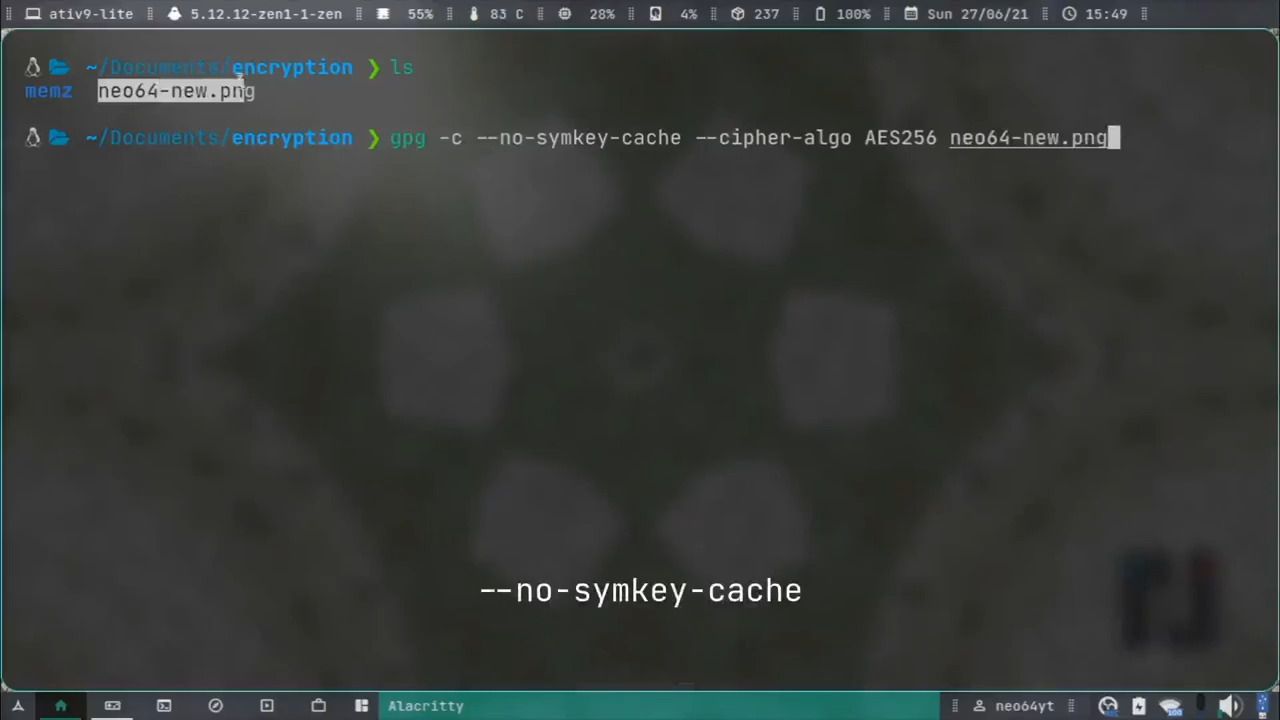 ativ9-lite 5.12.12-zen1-1-zen 55% 83 C 28% 4% 237 100% Sun 27/06/21 15:49
~/Documents/encryption ❯ ls
memz neo64-new.png
~/Documents/encryption ❯ gpg -c --no-symkey-cache --cipher-algo AES256 neo64-new.png
--no-symkey-cache
Alacritty neo64yt